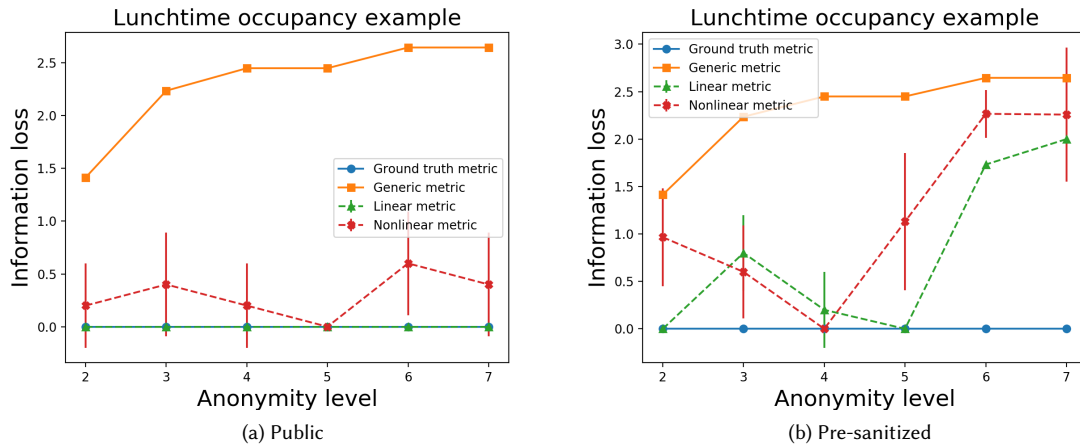 Lunchtime occupancy example
2.5
2.0
1.5
1.0
0.5
0.0
Information loss
Ground truth metric
Generic metric
Linear metric
Nonlinear metric
2 3 4 5 6 7
Anonymity level
(a) Public
Lunchtime occupancy example
3.0
2.5
2.0
1.5
1.0
0.5
0.0
Information loss
Ground truth metric
Generic metric
Linear metric
Nonlinear metric
2 3 4 5 6 7
Anonymity level
(b) Pre-sanitized